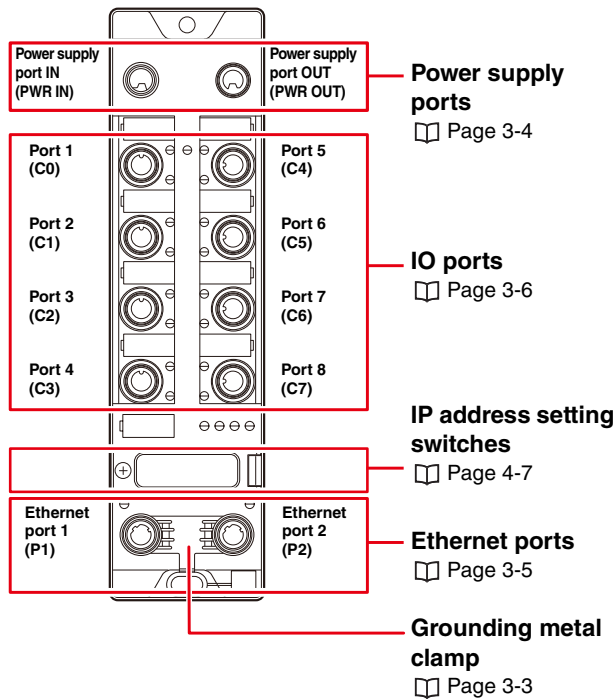 Power supply
port IN
(PWR IN)
Power supply
port OUT
(PWR OUT)
Power supply
ports
Page 3-4
Port 1
(C0)
Port 5
(C4)
Port 2
(C1)
Port 6
(C5)
IO ports
Page 3-6
Port 3
(C2)
Port 7
(C6)
Port 4
(C3)
Port 8
(C7)
IP address setting
switches
Page 4-7
Ethernet
port 1
(P1)
Ethernet
port 2
(P2)
Ethernet ports
Page 3-5
Grounding metal
clamp
Page 3-3